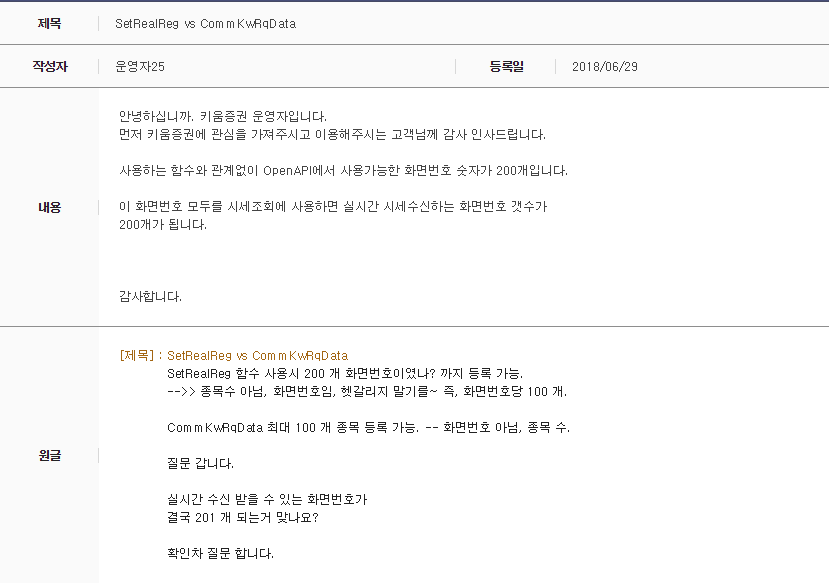 제목 SetRealReg vs CommKwRqData
작성자 운영자25 등록일 2018/06/29
내용
안녕하십니까. 키움증권 운영자입니다.
먼저 키움증권에 관심을 가져주시고 이용해주시는 고객님께 감사 인사드립니다.
사용하는 함수와 관계없이 OpenAPI에서 사용가능한 화면번호 숫자가 200개입니다.
이 화면번호 모두를 시세조회에 사용하면 실시간 시세수신하는 화면번호 갯수가
200개가 됩니다.
감사합니다.
원글
[제목] : SetRealReg vs CommKwRqData
SetRealReg 함수 사용시 200 개 화면번호이였나? 까지 등록 가능.
-->> 종목수 아님, 화면번호임, 헷갈리지 말기를~ 즉, 화면번호당 100 개.
CommKwRqData 최대 100 개 종목 등록 가능. -- 화면번호 아님, 종목 수.
질문 갑니다.
실시간 수신 받을 수 있는 화면번호가
결국 201 개 되는거 맞나요?
확인차 질문 합니다.